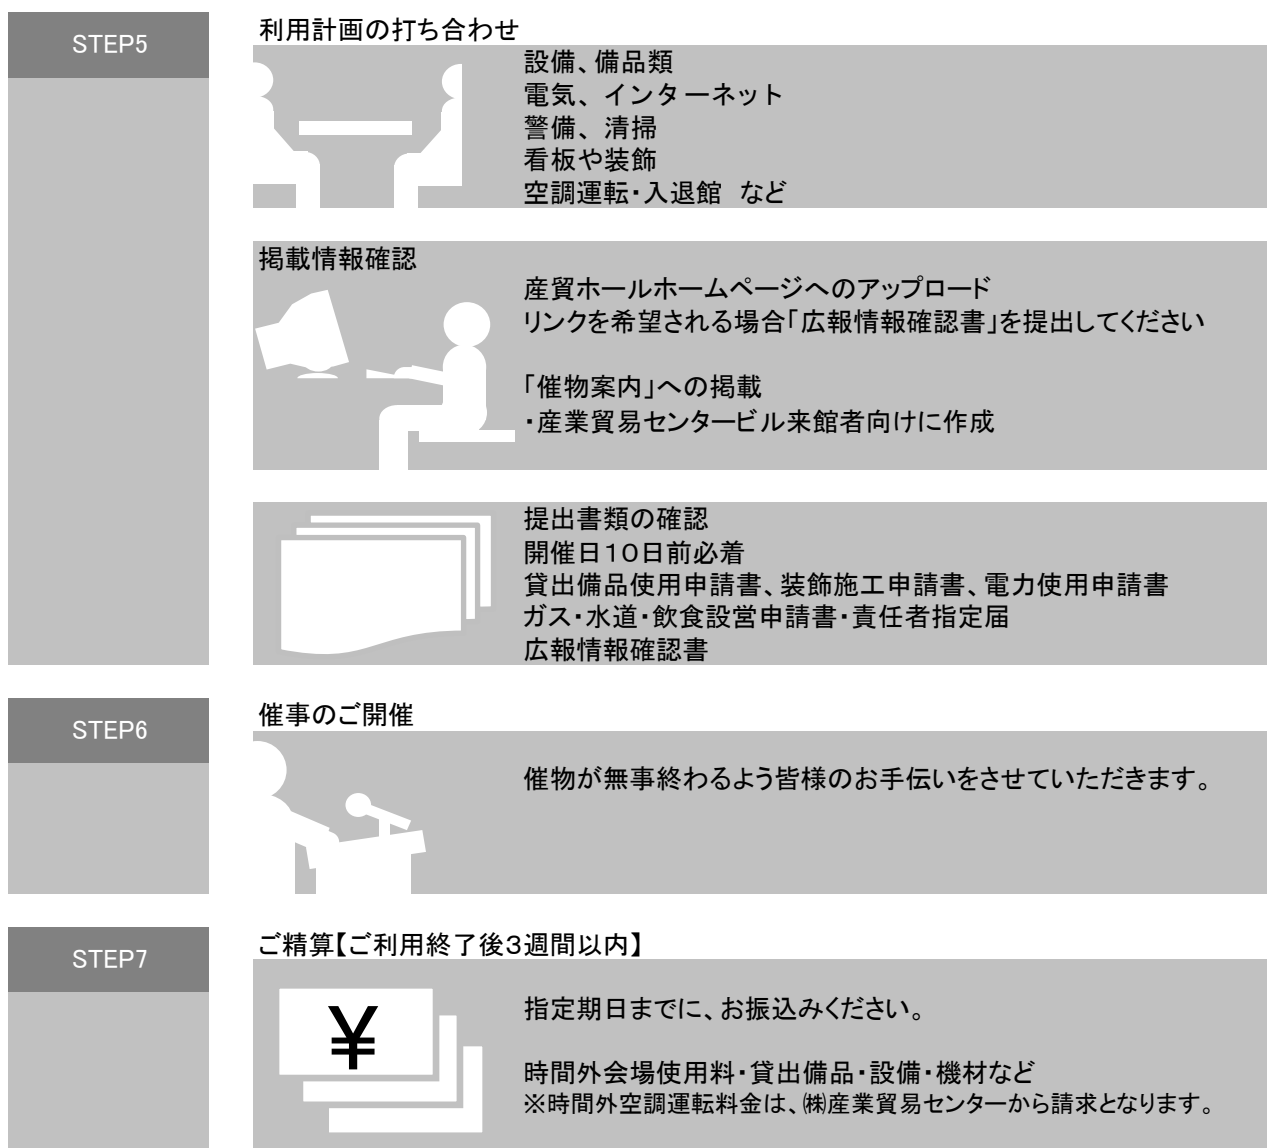 STEP5
利用計画の打ち合わせ
設備、備品類
電気、インターネット
警備、清掃
看板や装飾
空調運転・入退館　など
掲載情報確認
産貿ホールホームページへのアップロード
リンクを希望される場合「広報情報確認書」を提出してください
「催物案内」への掲載
・産業貿易センタービル来館者向けに作成
提出書類の確認
開催日１０日前必着
貸出備品使用申請書、装飾施工申請書、電力使用申請書
ガス・水道・飲食設営申請書・責任者指定届
広報情報確認書
STEP6
催事のご開催
催物が無事終わるよう皆様のお手伝いをさせていただきます。
STEP7
ご精算【ご利用終了後３週間以内】
¥
指定期日までに、お振込みください。
時間外会場使用料・貸出備品・設備・機材など
※時間外空調運転料金は、㈱産業貿易センターから請求となります。